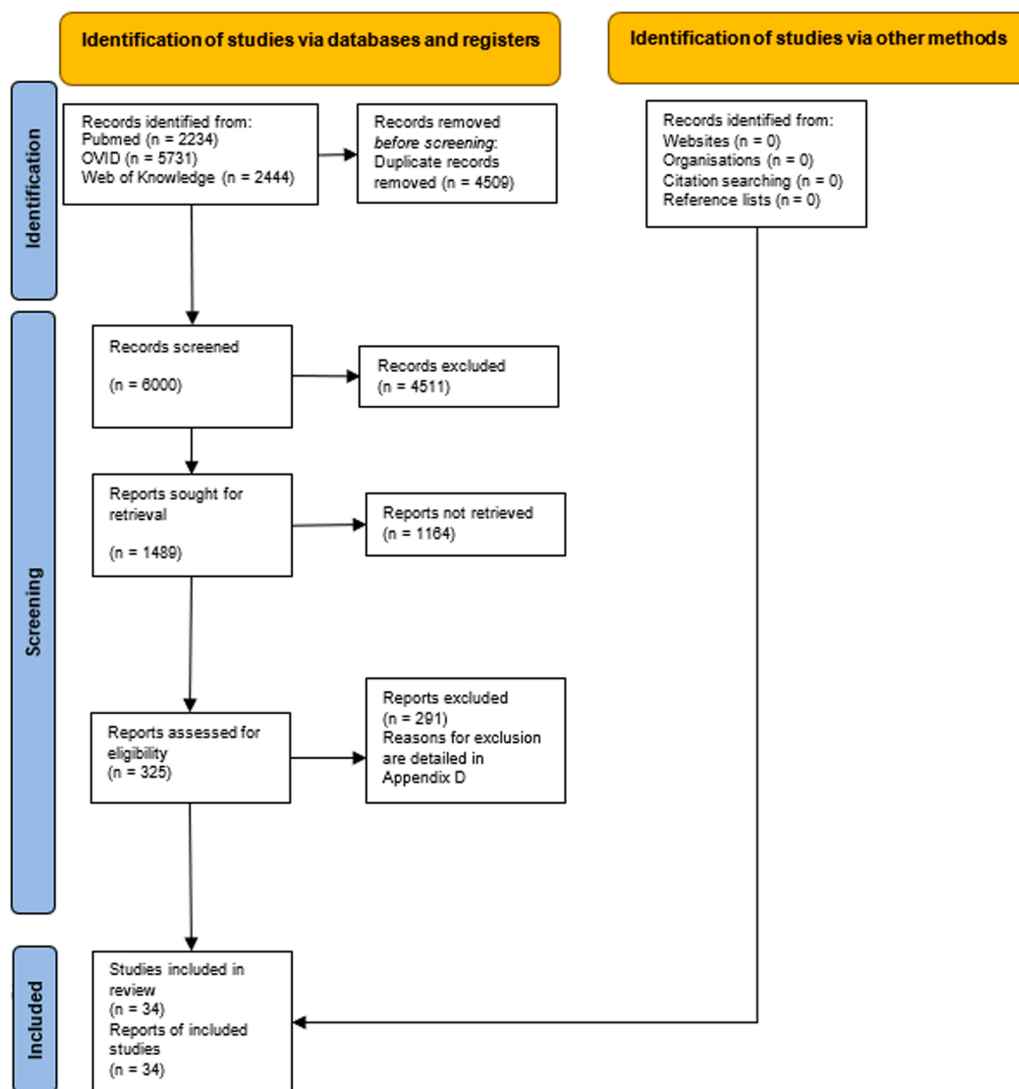 Identification of studies via databases and registers
Identification of studies via other methods
Identification
Records identified from:
Pubmed (n = 2234)
OVID (n = 5731)
Web of Knowledge (n = 2444)
Records removed
before screening:
Duplicate records
removed (n = 4509)
Records identified from:
Websites (n = 0)
Organisations (n = 0)
Citation searching (n = 0)
Reference lists (n = 0)
Screening
Records screened
(n = 6000)
Records excluded
(n = 4511)
Reports sought for
retrieval
(n = 1489)
Reports not retrieved
(n = 1164)
Reports assessed for
eligibility
(n = 325)
Reports excluded
(n = 291)
Reasons for exclusion
are detailed in
Appendix D
Included
Studies included in
review
(n = 34)
Reports of included
studies
(n = 34)